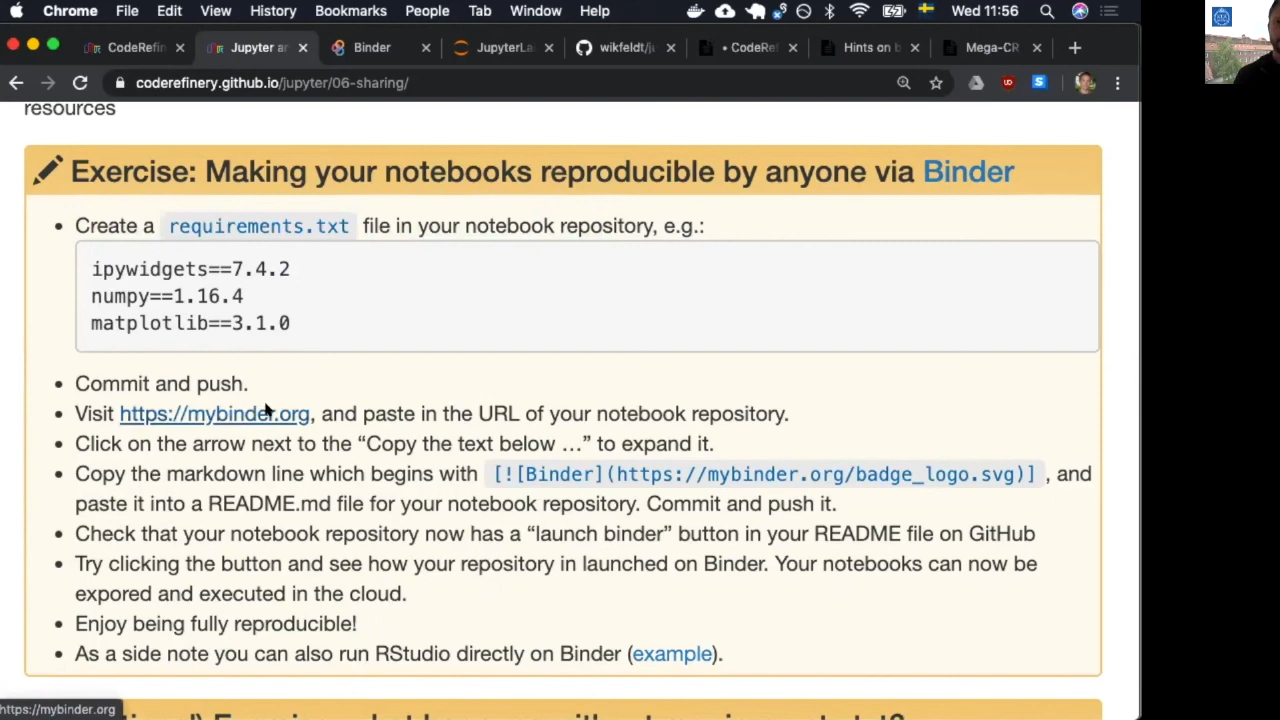 Chrome File Edit View History Bookmarks People Tab Window Help Wed 11:56
CodeRefin Jupyter ar Binder JupyterLa wikfeldt/j • CodeRe Hints on b Mega-CR
coderefinery.github.io/jupyter/06-sharing/
resources
Exercise: Making your notebooks reproducible by anyone via Binder
• Create a requirements.txt file in your notebook repository, e.g.:
ipywidgets==7.4.2
numpy==1.16.4
matplotlib==3.1.0
• Commit and push.
• Visit https://mybinder.org, and paste in the URL of your notebook repository.
• Click on the arrow next to the “Copy the text below …” to expand it.
• Copy the markdown line which begins with [![Binder](https://mybinder.org/badge_logo.svg)] , and
paste it into a README.md file for your notebook repository. Commit and push it.
• Check that your notebook repository now has a “launch binder” button in your README file on GitHub
• Try clicking the button and see how your repository in launched on Binder. Your notebooks can now be
expored and executed in the cloud.
• Enjoy being fully reproducible!
• As a side note you can also run RStudio directly on Binder (example).
https://mybinder.org